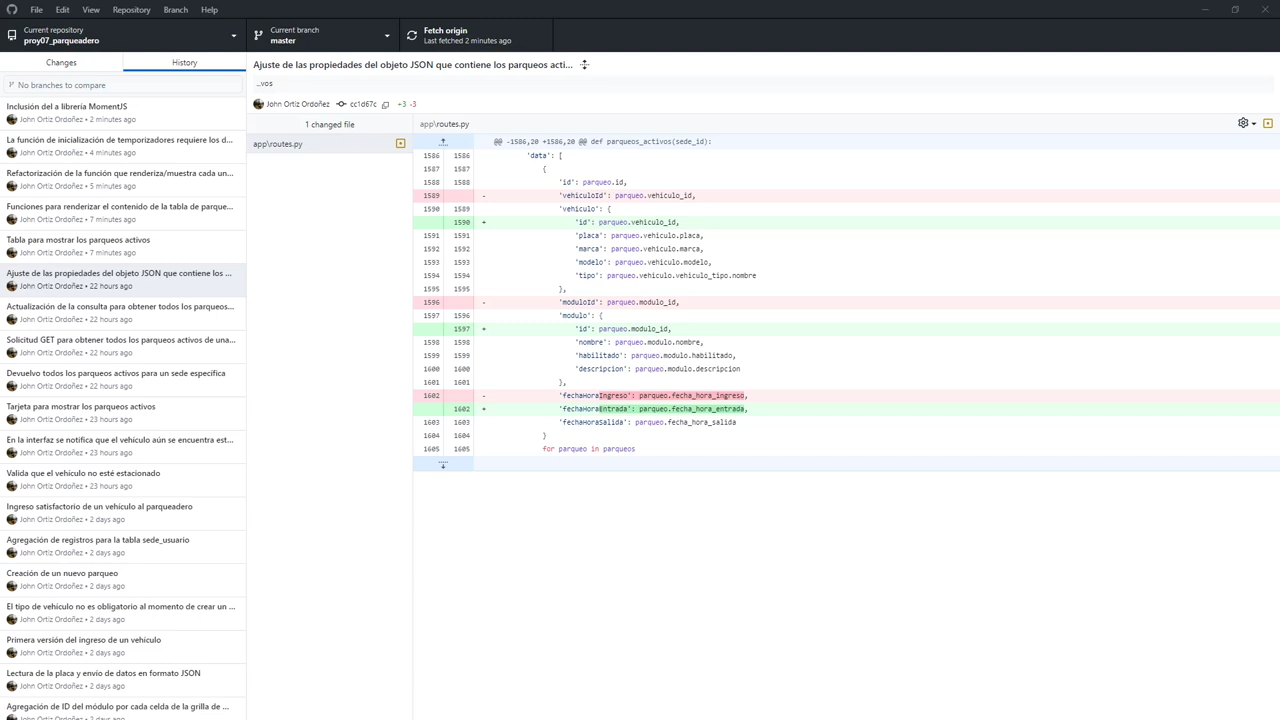 File Edit View Repository Branch Help
Current repository
proy07_parqueadero
Current branch
master
Fetch origin
Last fetched 2 minutes ago
Changes
History
No branches to compare
Inclusión del a librería MomentJS
John Ortiz Ordoñez • 2 minutes ago
La función de inicialización de temporizadores requiere los d...
John Ortiz Ordoñez • 4 minutes ago
Refactorización de la función que renderiza/muestra cada un...
John Ortiz Ordoñez • 5 minutes ago
Funciones para renderizar el contenido de la tabla de parque...
John Ortiz Ordoñez • 7 minutes ago
Tabla para mostrar los parqueos activos
John Ortiz Ordoñez • 7 minutes ago
Ajuste de las propiedades del objeto JSON que contiene los ...
John Ortiz Ordoñez • 22 hours ago
Actualización de la consulta para obtener todos los parqueos...
John Ortiz Ordoñez • 22 hours ago
Solicitud GET para obtener todos los parqueos activos de una...
John Ortiz Ordoñez • 22 hours ago
Devuelvo todos los parqueos activos para un sede específica
John Ortiz Ordoñez • 22 hours ago
Tarjeta para mostrar los parqueos activos
John Ortiz Ordoñez • 23 hours ago
En la interfaz se notifica que el vehículo aún se encuentra est...
John Ortiz Ordoñez • 23 hours ago
Valida que el vehículo no esté estacionado
John Ortiz Ordoñez • 23 hours ago
Ingreso satisfactorio de un vehículo al parqueadero
John Ortiz Ordoñez • 2 days ago
Agregación de registros para la tabla sede_usuario
John Ortiz Ordoñez • 2 days ago
Creación de un nuevo parqueo
John Ortiz Ordoñez • 2 days ago
El tipo de vehículo no es obligatorio al momento de crear un ...
John Ortiz Ordoñez • 2 days ago
Primera versión del ingreso de un vehículo
John Ortiz Ordoñez • 2 days ago
Lectura de la placa y envío de datos en formato JSON
John Ortiz Ordoñez • 2 days ago
Agregación de ID del módulo por cada celda de la grilla de ...
John Ortiz Ordoñez • 2 days ago
Ajuste de las propiedades del objeto JSON que contiene los parqueos acti...
...vos
John Ortiz Ordoñez cc1d67c +3 -3
1 changed file
app\routes.py
app\routes.py
@@ -1586,20 +1586,20 @@ def parqueos_activos(sede_id):
1586 1586 'data': [
1587 1587 {
1588 1588 'id': parqueo.id,
1589 - 'vehiculoId': parqueo.vehiculo_id,
1590 1589 'vehiculo': {
1590 + 'id': parqueo.vehiculo_id,
1591 1591 'placa': parqueo.vehiculo.placa,
1592 1592 'marca': parqueo.vehiculo.marca,
1593 1593 'modelo': parqueo.vehiculo.modelo,
1594 1594 'tipo': parqueo.vehiculo.vehiculo_tipo.nombre
1595 1595 },
1596 - 'moduloId': parqueo.modulo_id,
1597 1596 'modulo': {
1597 + 'id': parqueo.modulo_id,
1598 1598 'nombre': parqueo.modulo.nombre,
1599 1599 'habilitado': parqueo.modulo.habilitado,
1600 1600 'descripcion': parqueo.modulo.descripcion
1601 1601 },
1602 - 'fechaHoraIngreso': parqueo.fecha_hora_ingreso,
1602 + 'fechaHoraEntrada': parqueo.fecha_hora_entrada,
1603 1603 'fechaHoraSalida': parqueo.fecha_hora_salida
1604 1604 }
1605 1605 for parqueo in parqueos